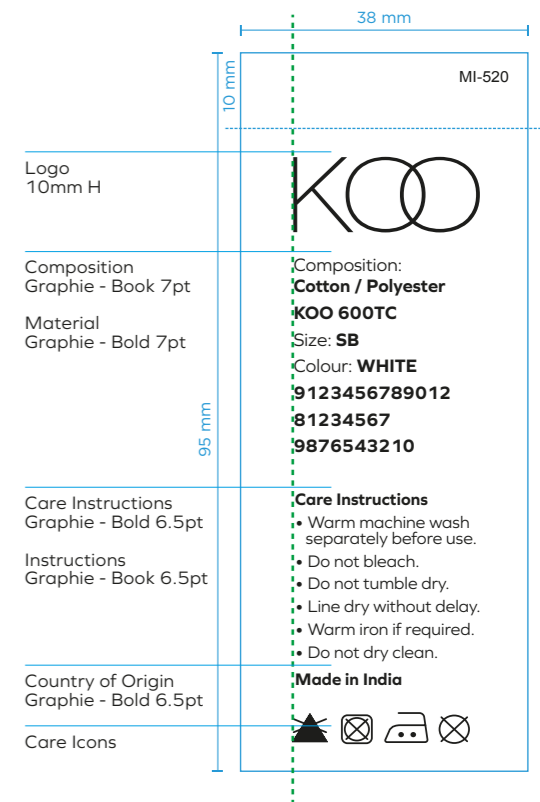 38 mm
10 mm
MI-520
Logo
10mm H
KOO
Composition
Graphie - Book 7pt
Material
Graphie - Bold 7pt
Composition:
Cotton / Polyester
KOO 600TC
Size: SB
Colour: WHITE
9123456789012
81234567
9876543210
95 mm
Care Instructions
Graphie - Bold 6.5pt
Instructions
Graphie - Book 6.5pt
Care Instructions
• Warm machine wash
separately before use.
• Do not bleach.
• Do not tumble dry.
• Line dry without delay.
• Warm iron if required.
• Do not dry clean.
Country of Origin
Graphie - Bold 6.5pt
Made in India
Care Icons